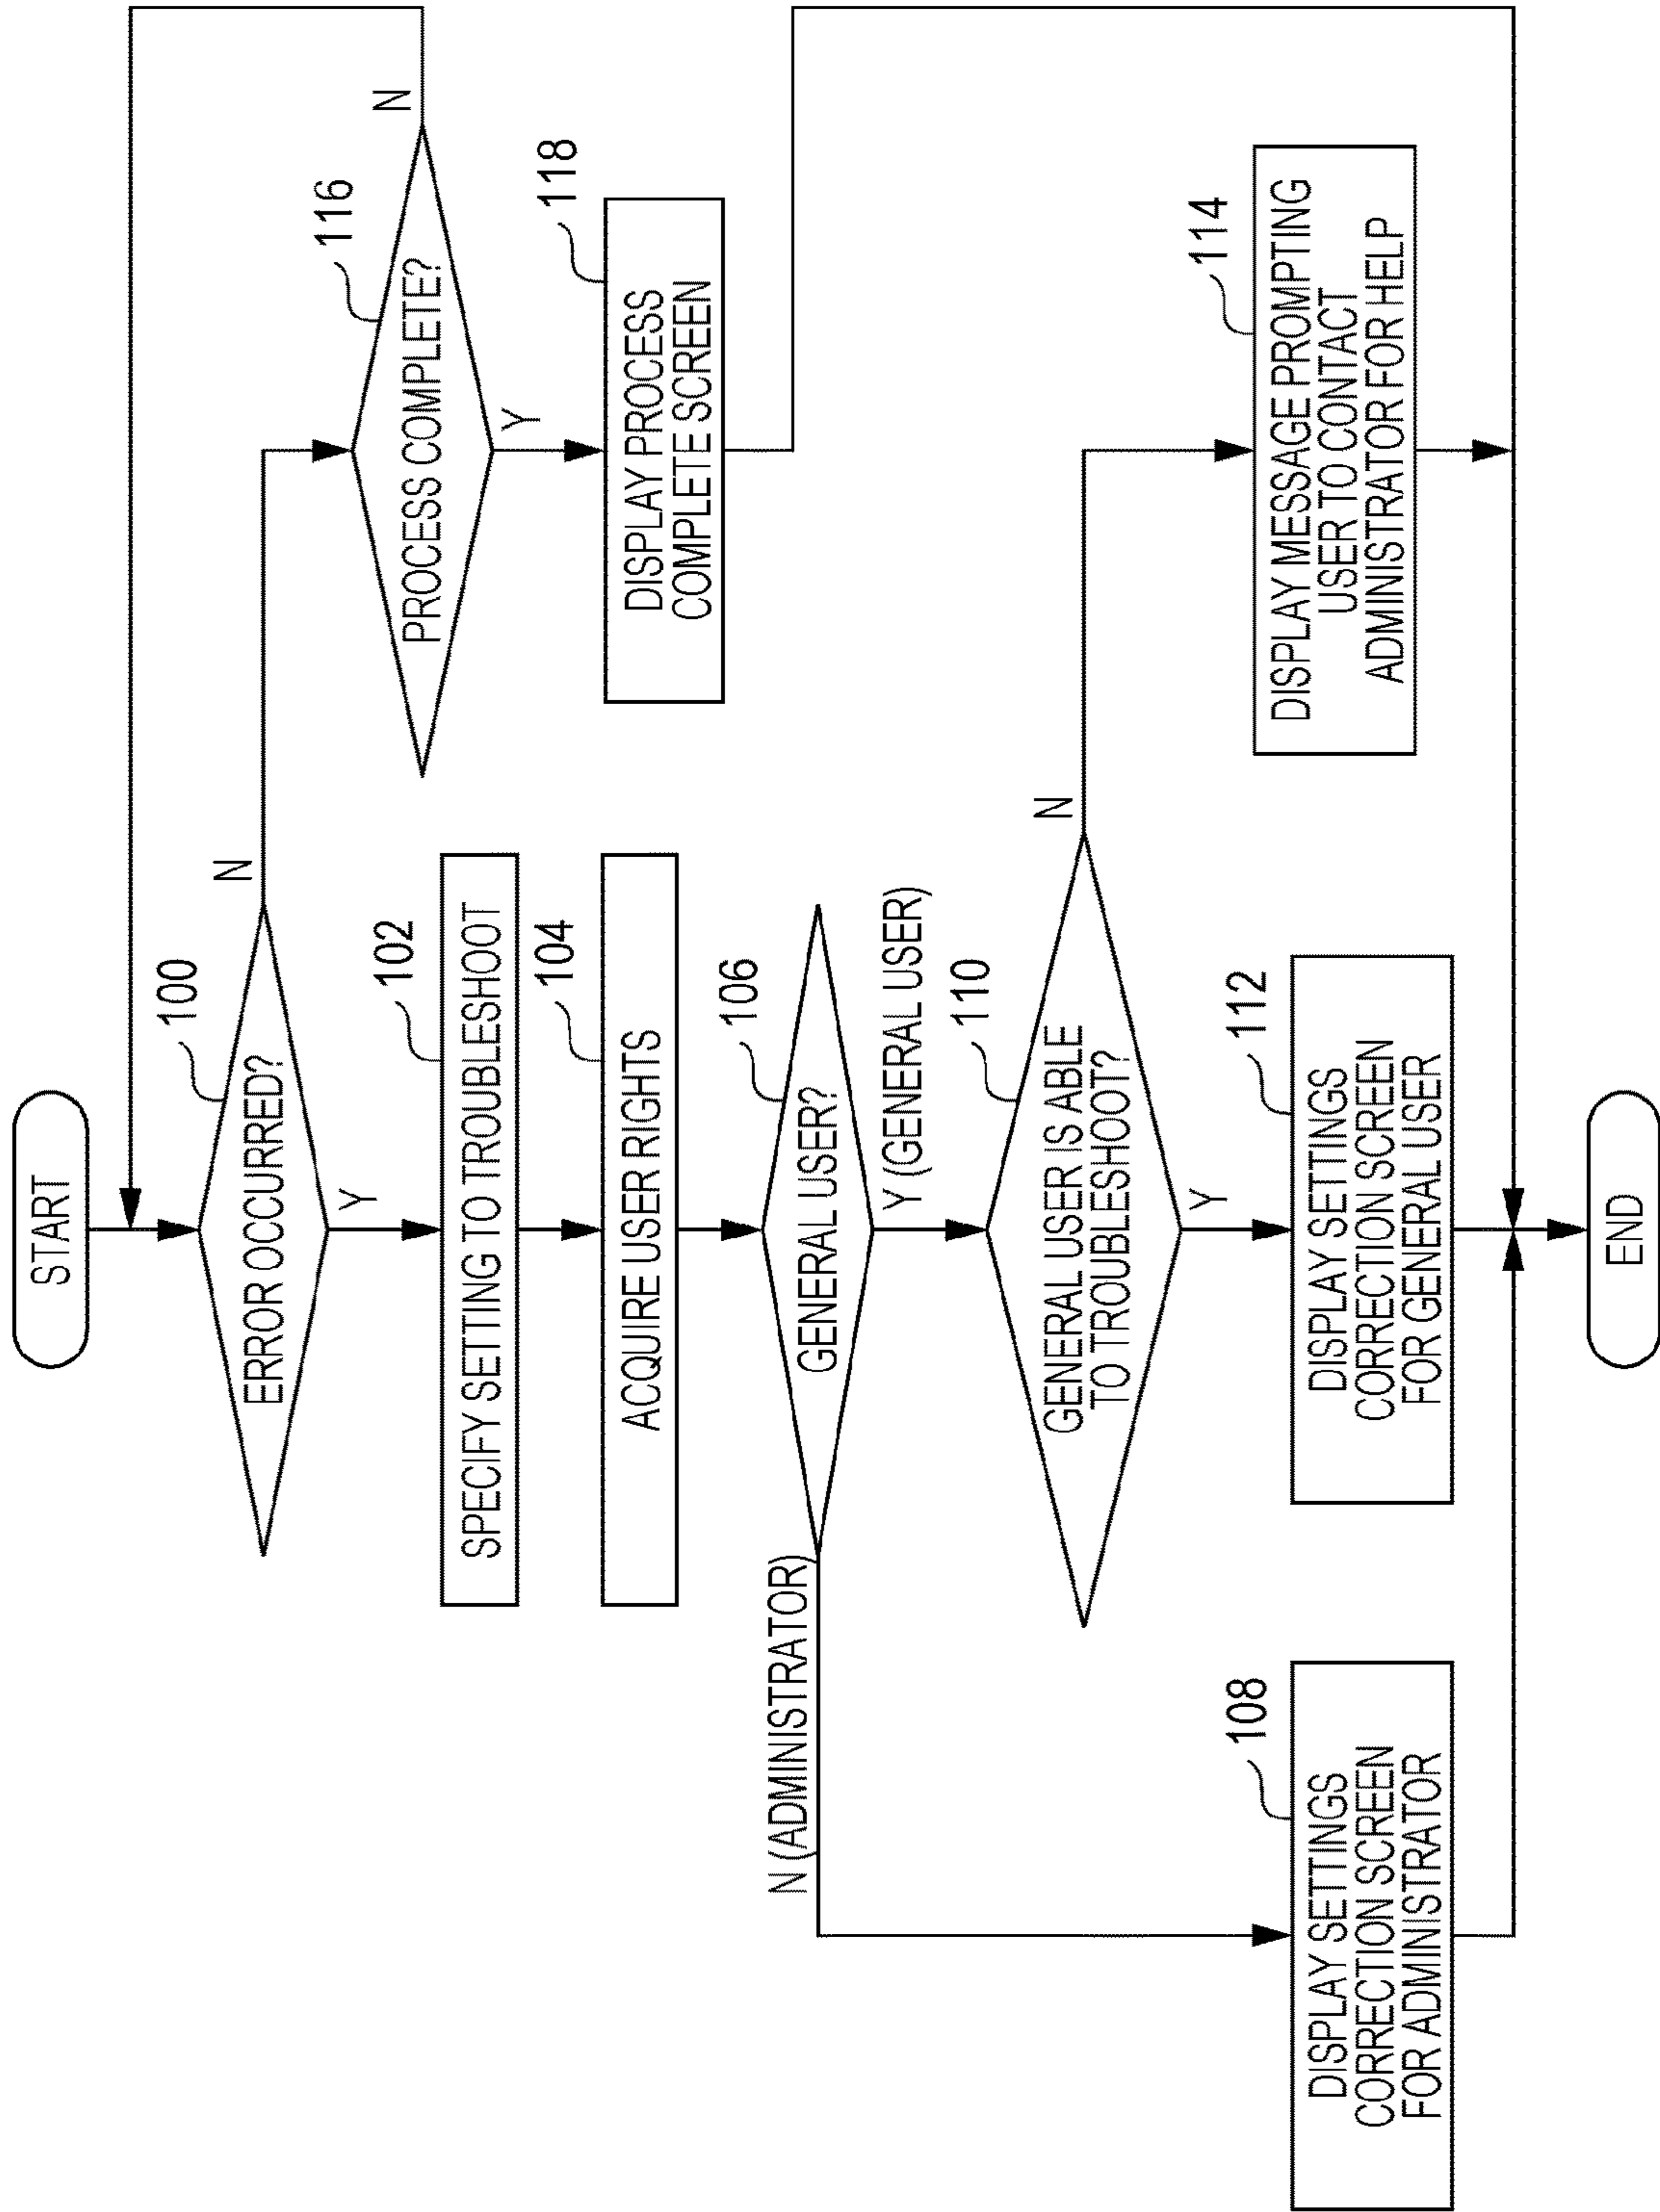 START
100
ERROR OCCURRED?
N
Y
116
PROCESS COMPLETE?
N
Y
102
SPECIFY SETTING TO TROUBLESHOOT
118
DISPLAY PROCESS
COMPLETE SCREEN
104
ACQUIRE USER RIGHTS
106
GENERAL USER?
N (ADMINISTRATOR)
Y (GENERAL USER)
110
GENERAL USER IS ABLE
TO TROUBLESHOOT?
N
Y
108
DISPLAY SETTINGS
CORRECTION SCREEN
FOR ADMINISTRATOR
112
DISPLAY SETTINGS
CORRECTION SCREEN
FOR GENERAL USER
114
DISPLAY MESSAGE PROMPTING
USER TO CONTACT
ADMINISTRATOR FOR HELP
END